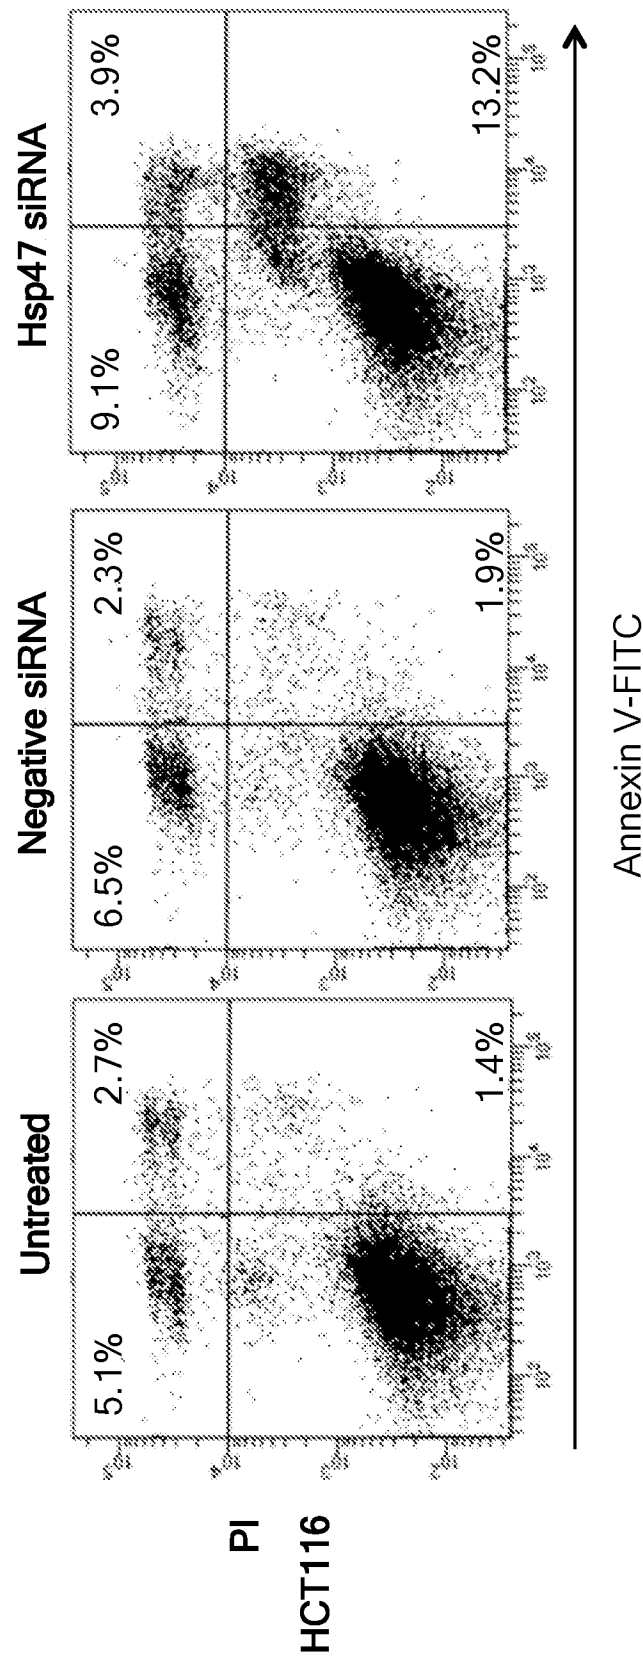 Untreated
Negative siRNA
Hsp47 siRNA
5.1%
2.7%
6.5%
2.3%
9.1%
3.9%
PI
HCT116
1.4%
1.9%
13.2%
Annexin V-FITC